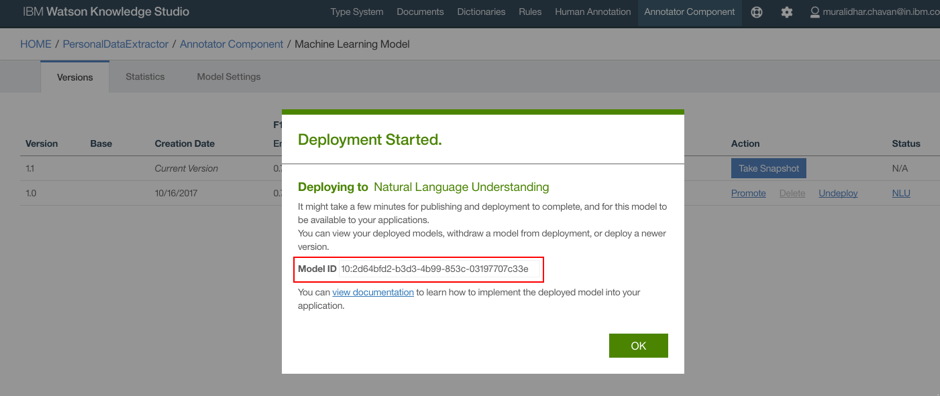 IBM Watson Knowledge Studio Type System Documents Dictionaries Rules Human Annotation Annotator Component muralidhar.chavan@in.ibm.co
HOME / PersonalDataExtractor / Annotator Component / Machine Learning Model
Versions Statistics Model Settings
F1
Version Base Creation Date En Action Status
1.1 Current Version 0. Take Snapshot N/A
1.0 10/16/2017 0. Promote Delete Undeploy NLU
Deployment Started.
Deploying to Natural Language Understanding
It might take a few minutes for publishing and deployment to complete, and for this model to
be available to your applications.
You can view your deployed models, withdraw a model from deployment, or deploy a newer
version.
Model ID 10:2d64bfd2-b3d3-4b99-853c-03197707c33e
You can view documentation to learn how to implement the deployed model into your
application.
OK